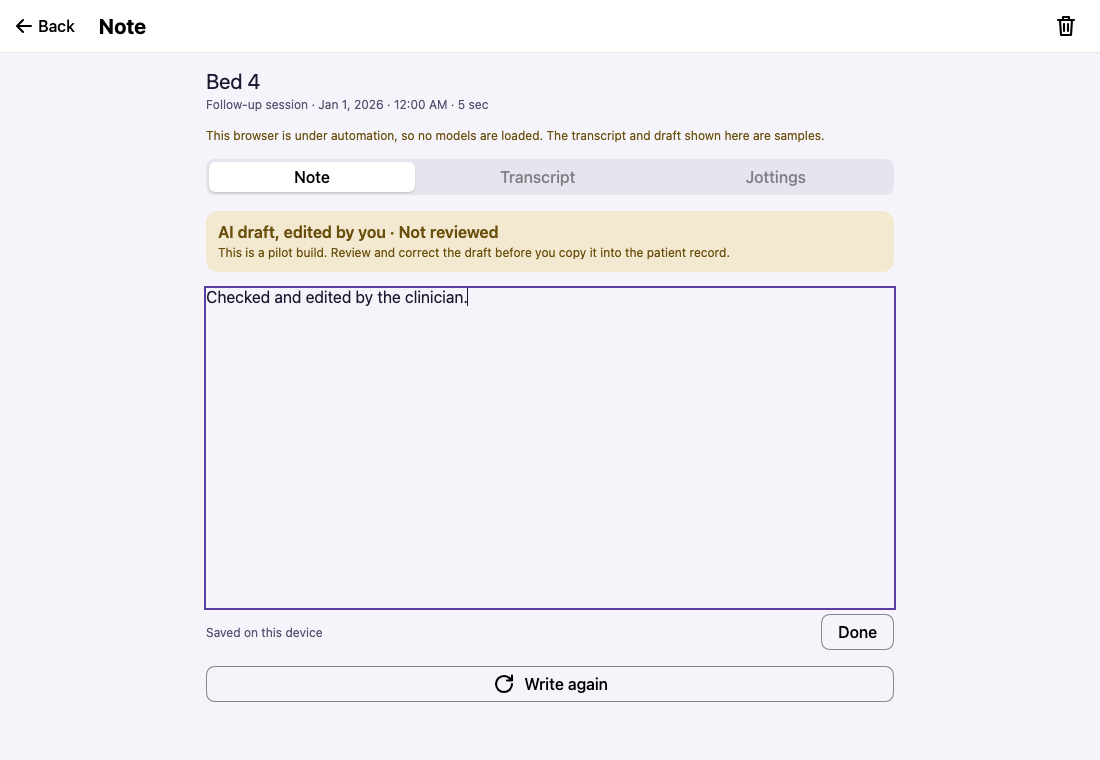 Back
Note
Bed 4
Follow-up session · Jan 1, 2026 · 12:00 AM · 5 sec
This browser is under automation, so no models are loaded. The transcript and draft shown here are samples.
Note
Transcript
Jottings
AI draft, edited by you · Not reviewed
This is a pilot build. Review and correct the draft before you copy it into the patient record.
Checked and edited by the clinician.
Saved on this device
Done
Write again